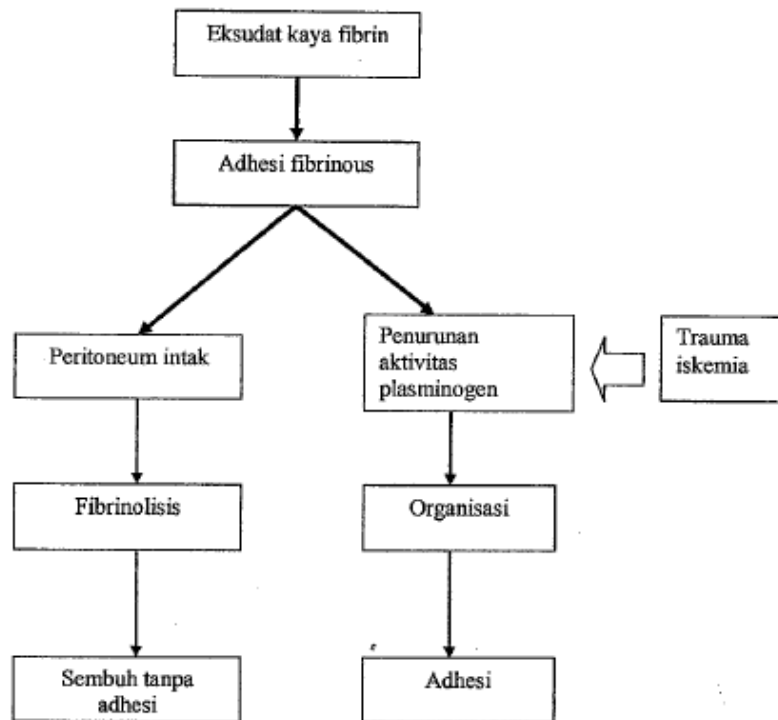 Eksudat kaya fibrin
Adhesi fibrinous
Peritoneum intak
Penurunan
aktivitas
plasminogen
Trauma
iskemia
Fibrinolisis
Organisasi
Sembuh tanpa
adhesi
Adhesi